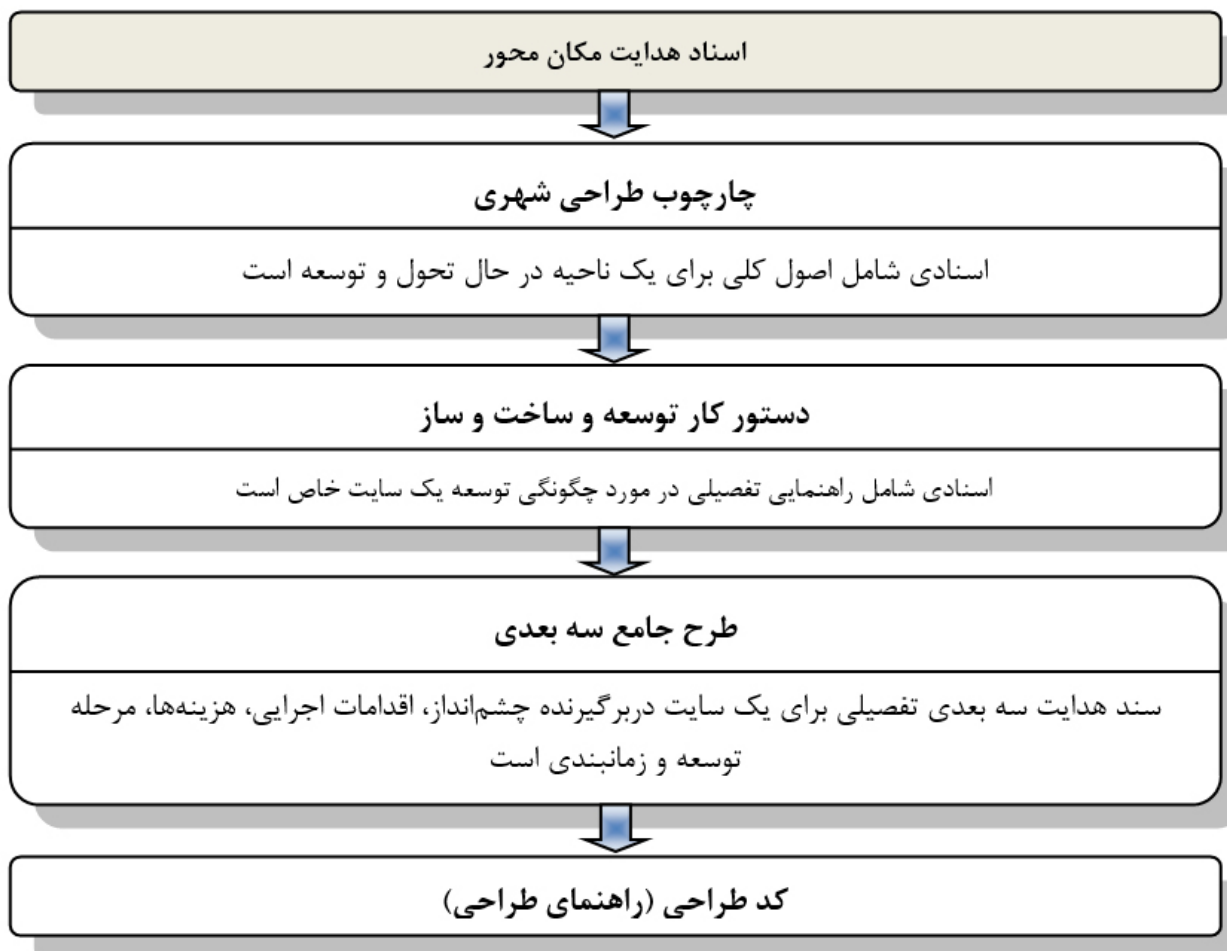 اسناد هدایت مکان محور
چارچوب طراحی شهری
اسنادی شامل اصول کلی برای یک ناحیه در حال تحول و توسعه است
دستور کار توسعه و ساخت و ساز
اسنادی شامل راهنمایی تفصیلی در مورد چگونگی توسعه یک سایت خاص است
طرح جامع سه بعدی
سند هدایت سه بعدی تفصیلی برای یک سایت دربرگیرنده چشم‌انداز، اقدامات اجرایی، هزینه‌ها، مرحله
توسعه و زمانبندی است
کد طراحی (راهنمای طراحی)